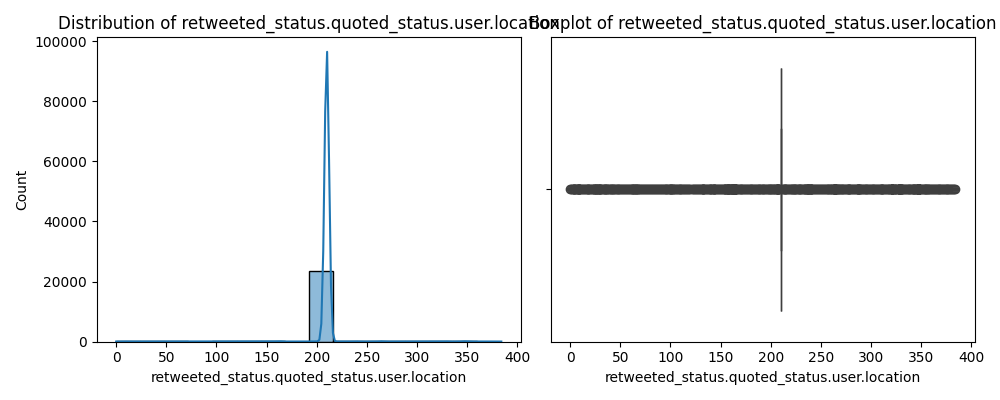 Distribution of retweeted_status.quoted_status.user.location
Boxplot of retweeted_status.quoted_status.user.location
100000
80000
60000
40000
20000
0
Count
0 50 100 150 200 250 300 350 400
retweeted_status.quoted_status.user.location
0 50 100 150 200 250 300 350 400
retweeted_status.quoted_status.user.location